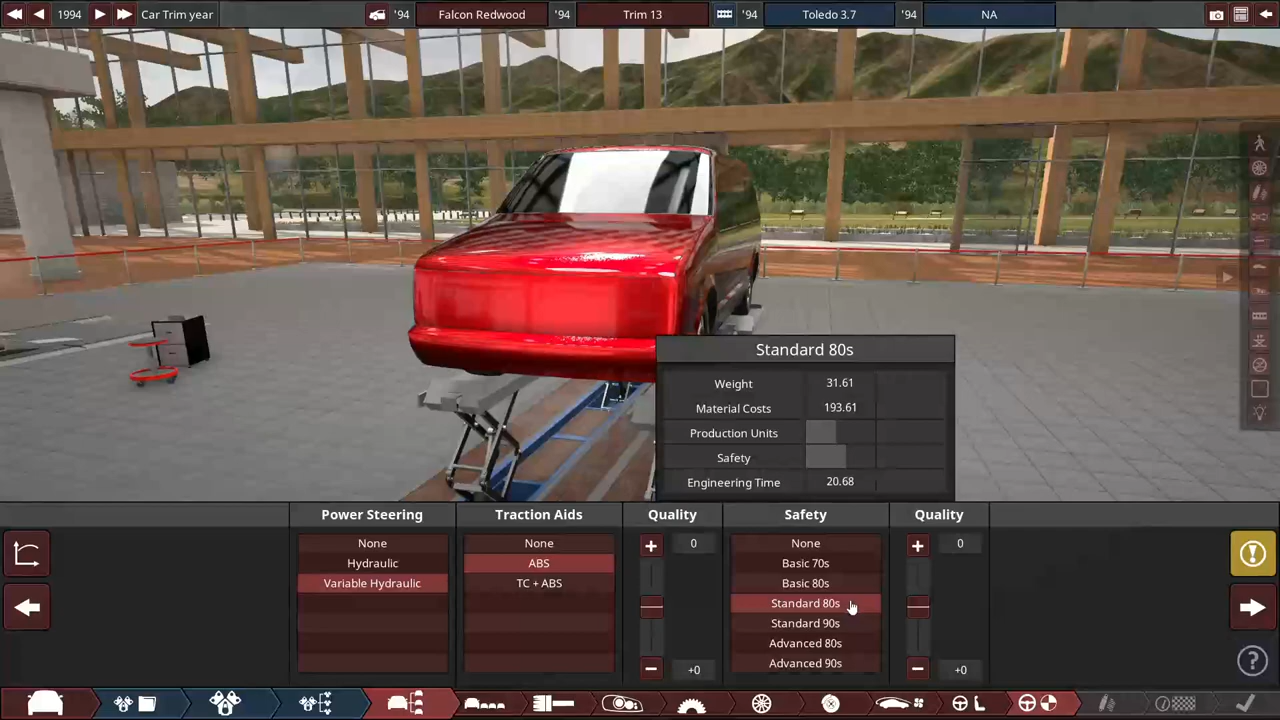 1994 Car Trim year '94 Falcon Redwood '94 Trim 13 '94 Toledo 3.7 '94 NA
Standard 80s
Weight 31.61
Material Costs 193.61
Production Units
Safety
Engineering Time 20.68
Power Steering
None
Hydraulic
Variable Hydraulic
Traction Aids
None
ABS
TC + ABS
Quality
+ 0
- +0
Safety
None
Basic 70s
Basic 80s
Standard 80s
Standard 90s
Advanced 80s
Advanced 90s
Quality
+ 0
- +0